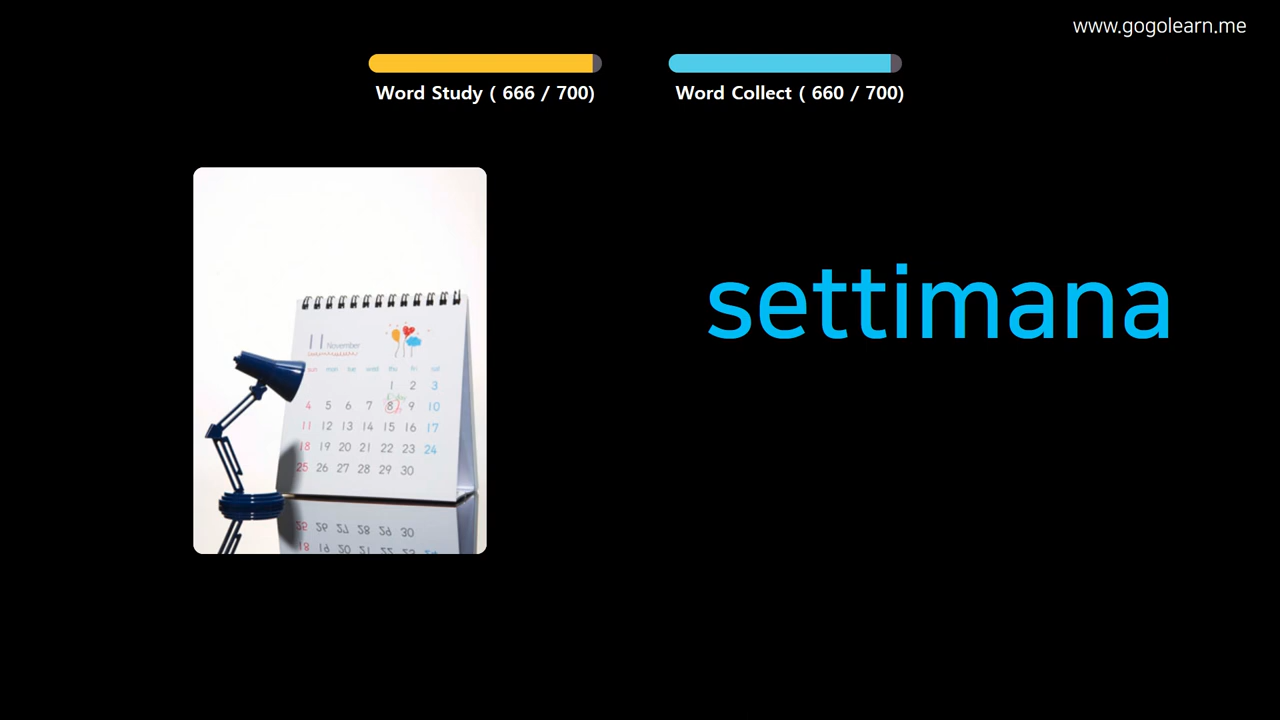 www.gogolearn.me
Word Study ( 666 / 700)
Word Collect ( 660 / 700)
settimana
11 November
sun mon tue wed thu fri sat
1 2 3
4 5 6 7 8 9 10
11 12 13 14 15 16 17
18 19 20 21 22 23 24
25 26 27 28 29 30